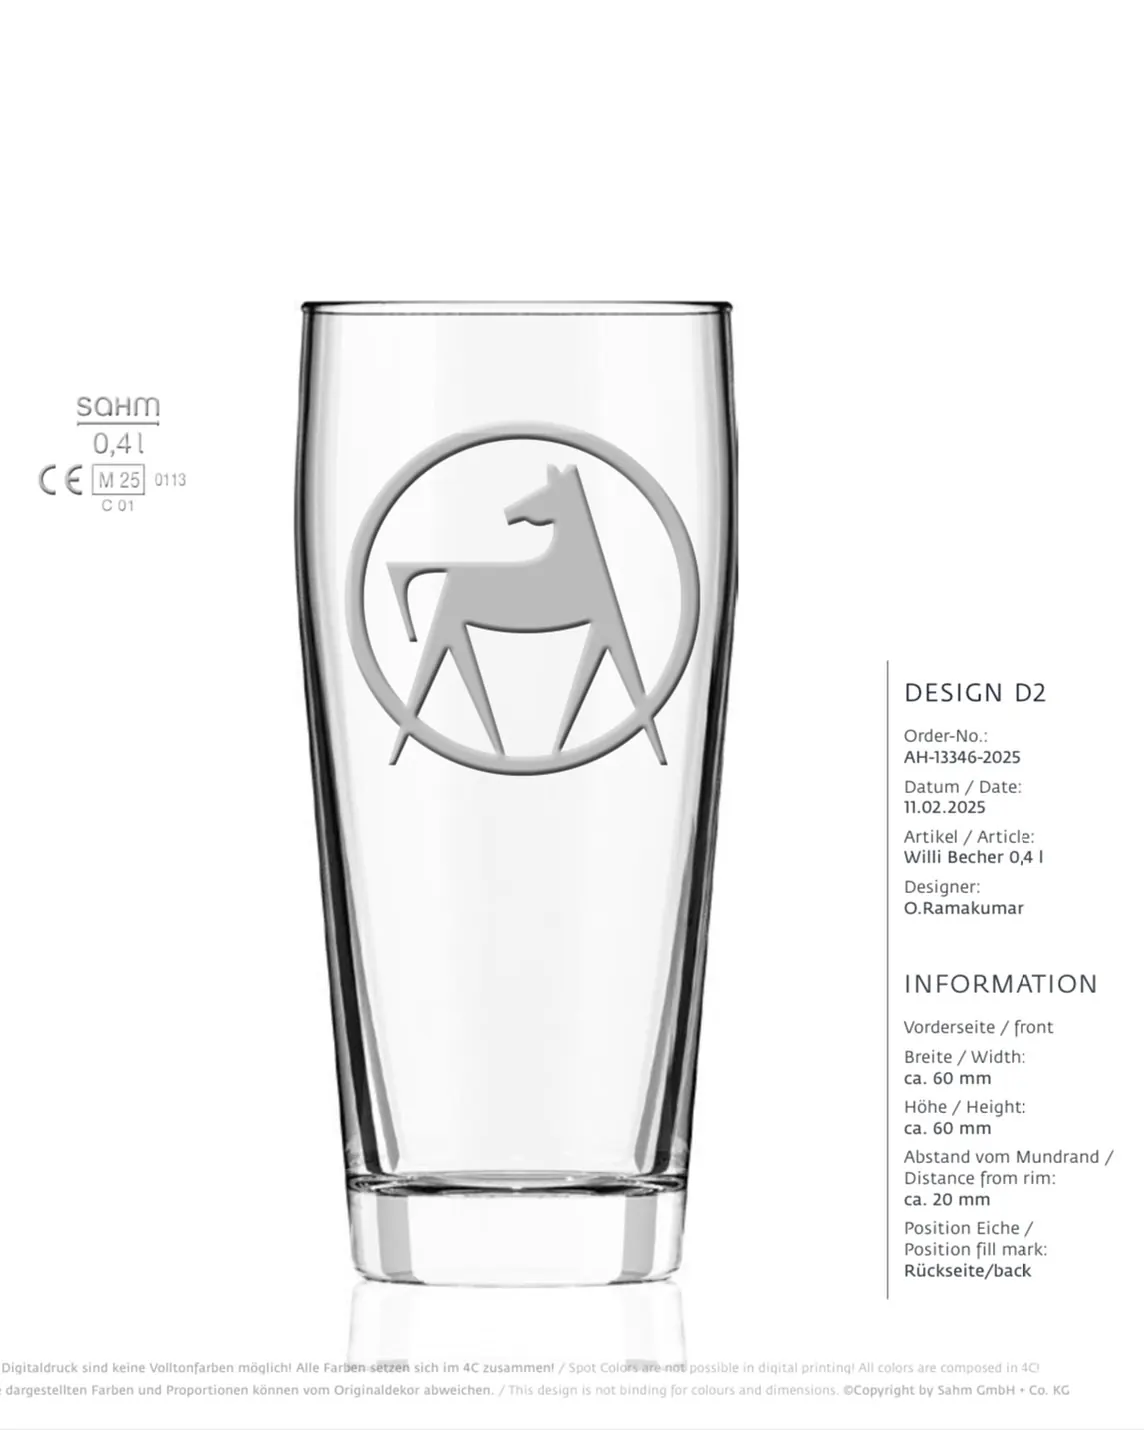 sahm
0,4 l
CE M 25 0113
C 01
DESIGN D2
Order-No.:
AH-13346-2025
Datum / Date:
11.02.2025
Artikel / Article:
Willi Becher 0,4 l
Designer:
O.Ramakumar
INFORMATION
Vorderseite / front
Breite / Width:
ca. 60 mm
Höhe / Height:
ca. 60 mm
Abstand vom Mundrand /
Distance from rim:
ca. 20 mm
Position Eiche /
Position fill mark:
Rückseite/back
Digitaldruck sind keine Volltonfarben möglich! Alle Farben setzen sich im 4C zusammen! / Spot Colors are not possible in digital printing! All colors are composed in 4C!
dargestellten Farben und Proportionen können vom Originaldekor abweichen. / This design is not binding for colours and dimensions. ©Copyright by Sahm GmbH + Co. KG